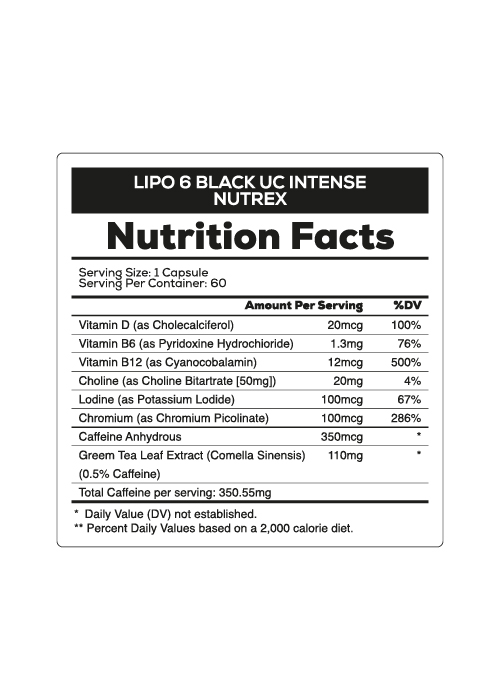 LIPO 6 BLACK UC INTENSE
NUTREX
Nutrition Facts
Serving Size: 1 Capsule
Serving Per Container: 60
Amount Per Serving %DV
Vitamin D (as Cholecalciferol) 20mcg 100%
Vitamin B6 (as Pyridoxine Hydrochloride) 1.3mg 76%
Vitamin B12 (as Cyanocobalamin) 12mcg 500%
Choline (as Choline Bitartrate [50mg]) 20mg 4%
Lodine (as Potassium Lodide) 100mcg 67%
Chromium (as Chromium Picolinate) 100mcg 286%
Caffeine Anhydrous 350mcg *
Greem Tea Leaf Extract (Comella Sinensis) 110mg *
(0.5% Caffeine)
Total Caffeine per serving: 350.55mg
* Daily Value (DV) not established.
** Percent Daily Values based on a 2,000 calorie diet.